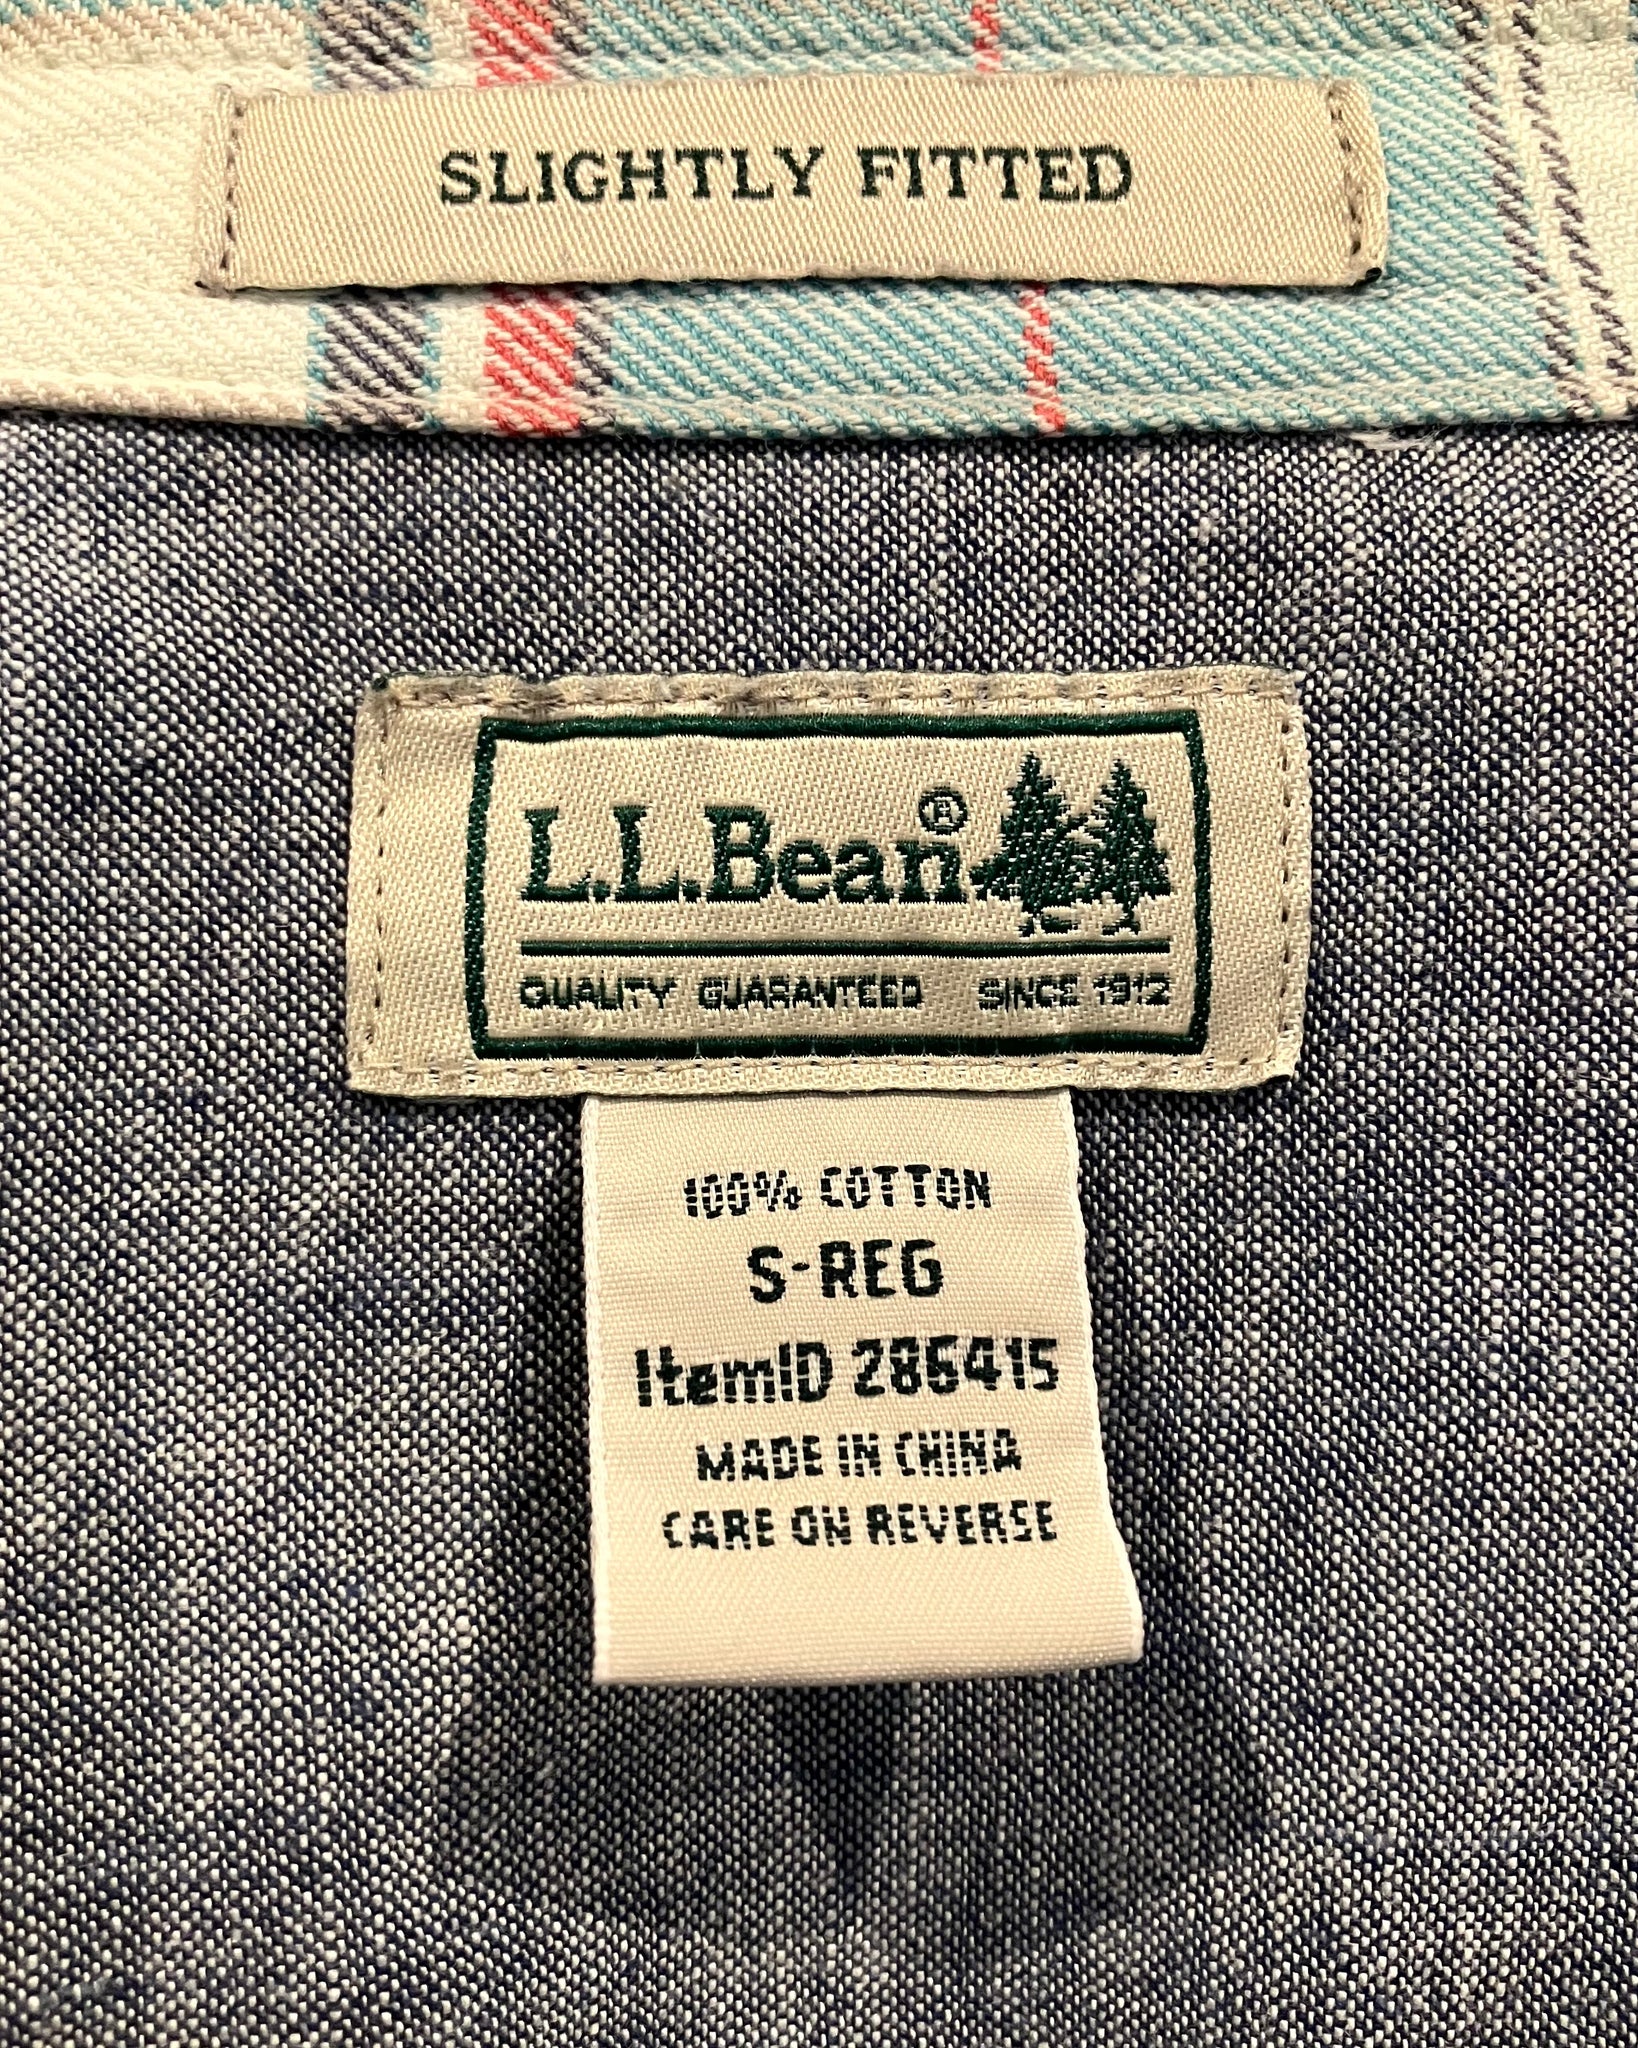 SLIGHTLY FITTED
L.L.Bean®
QUALITY GUARANTEED SINCE 1912
100% COTTON
S-REG
ItemID 286415
MADE IN CHINA
CARE ON REVERSE